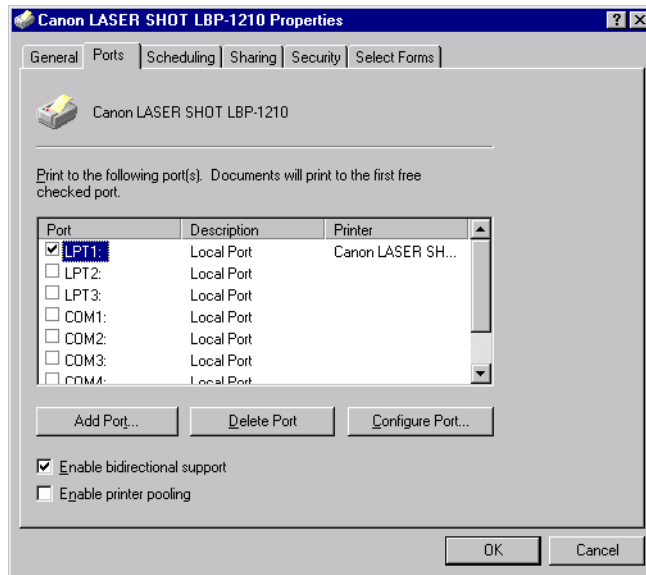 Canon LASER SHOT LBP-1210 Properties
General Ports Scheduling Sharing Security Select Forms
Canon LASER SHOT LBP-1210
Print to the following port(s). Documents will print to the first free
checked port.
Port Description Printer
LPT1: Local Port Canon LASER SH...
LPT2: Local Port
LPT3: Local Port
COM1: Local Port
COM2: Local Port
COM3: Local Port
COM4: Local Port
Add Port... Delete Port Configure Port...
Enable bidirectional support
Enable printer pooling
OK Cancel